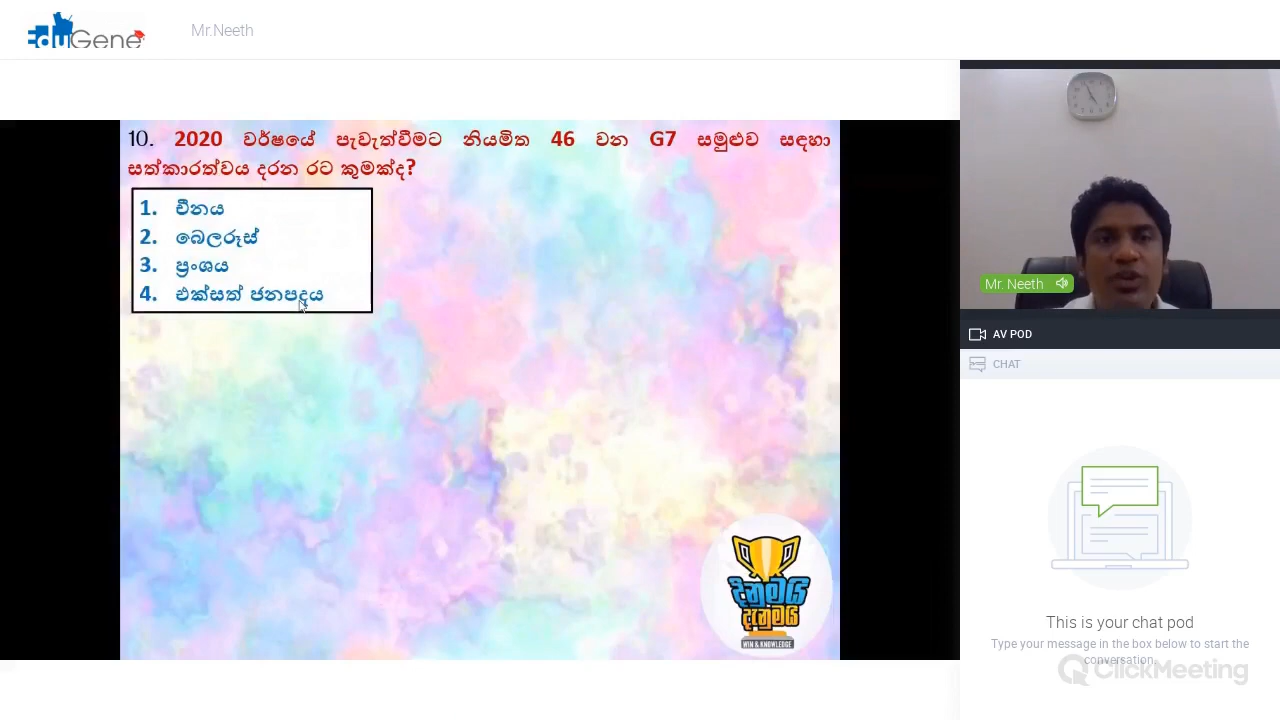 EduGene
Mr.Neeth
10. 2020 වර්ෂයේ පැවැත්වීමට නියමිත 46 වන G7 සමුළුව සඳහා
සත්කාරත්වය දරන රට කුමක්ද?
1. චීනය
2. බෙලරූස්
3. ප්‍රංශය
4. එක්සත් ජනපදය
දිනුමයි
දැනුමයි
WIN & KNOWLEDGE
Mr. Neeth
AV POD
CHAT
This is your chat pod
Type your message in the box below to start the
conversation.
ClickMeeting